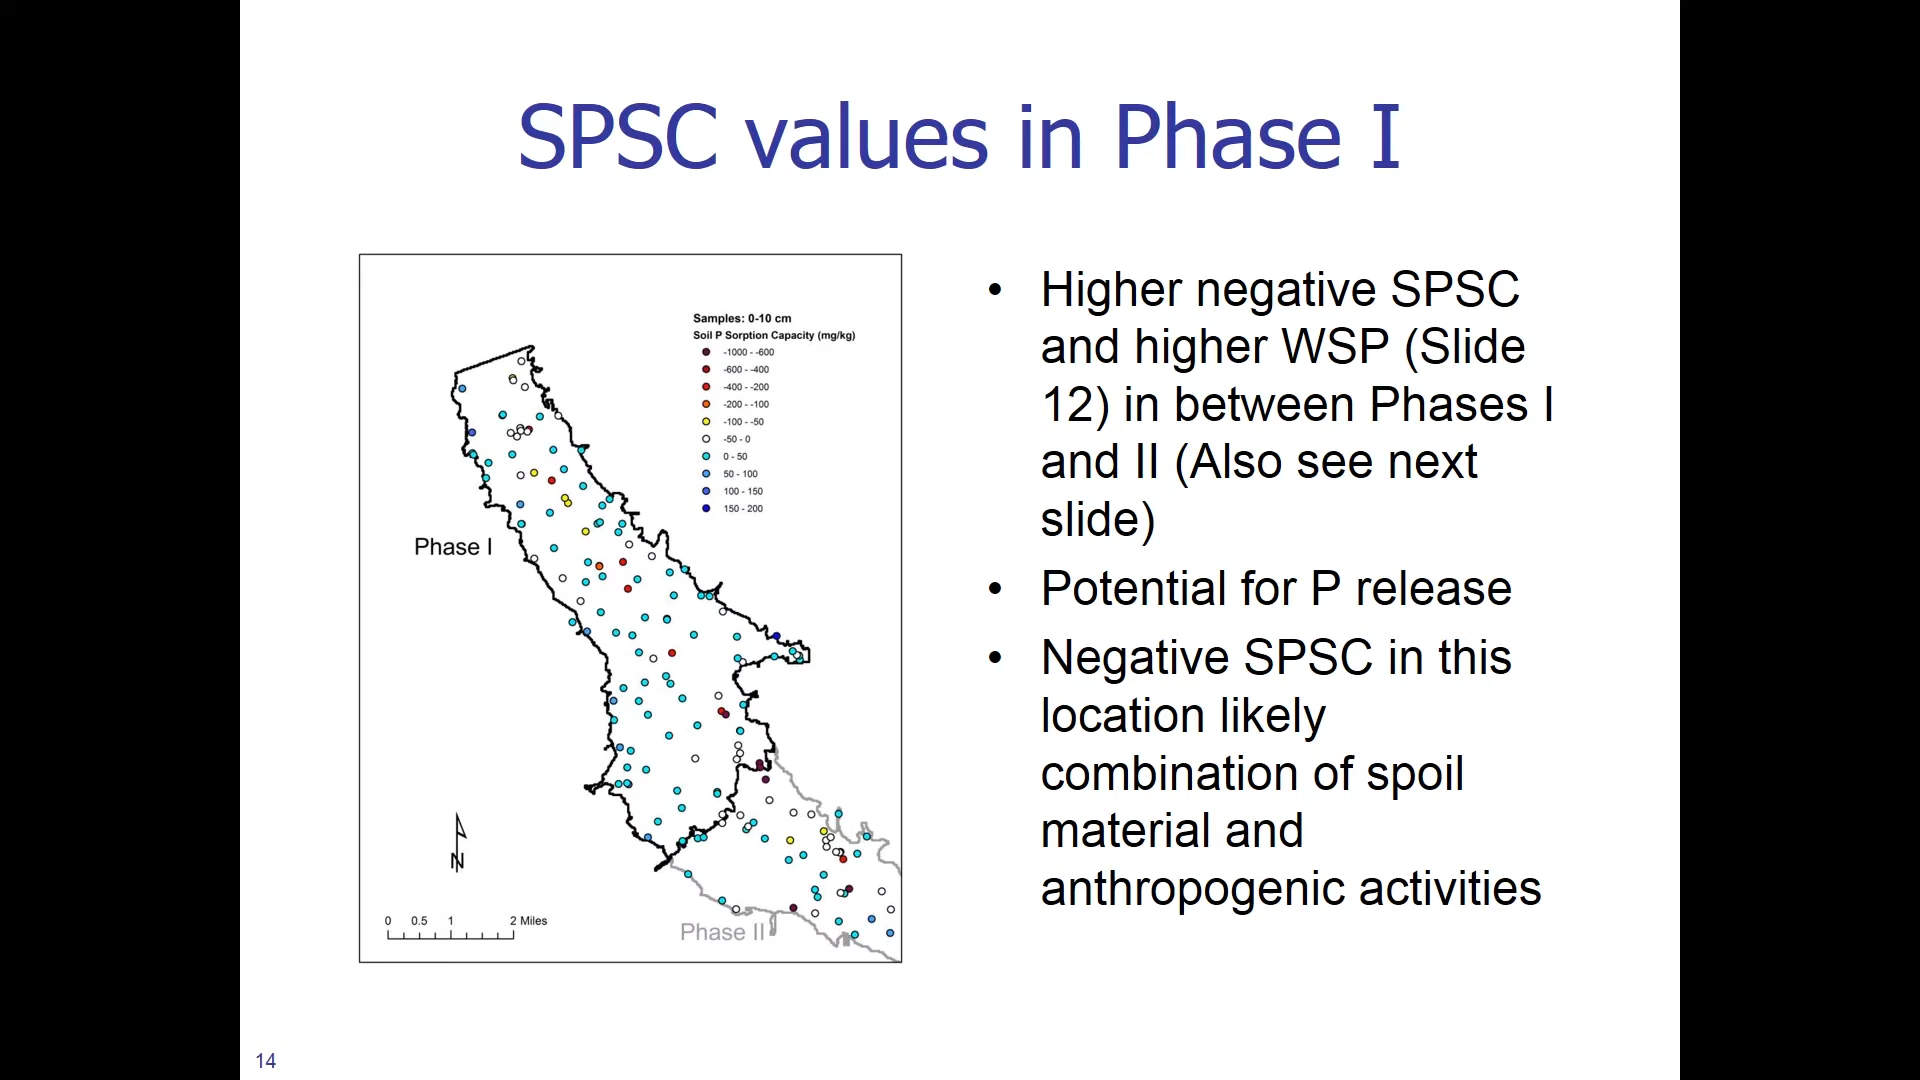 SPSC values in Phase I
Samples: 0-10 cm
Soil P Sorption Capacity (mg/kg)
-1000 - -600
-600 - -400
-400 - -200
-200 - -100
-100 - -50
-50 - 0
0 - 50
50 - 100
100 - 150
150 - 200
Phase I
N
0 0.5 1 2 Miles
Phase II
• Higher negative SPSC
and higher WSP (Slide
12) in between Phases I
and II (Also see next
slide)
• Potential for P release
• Negative SPSC in this
location likely
combination of spoil
material and
anthropogenic activities
14